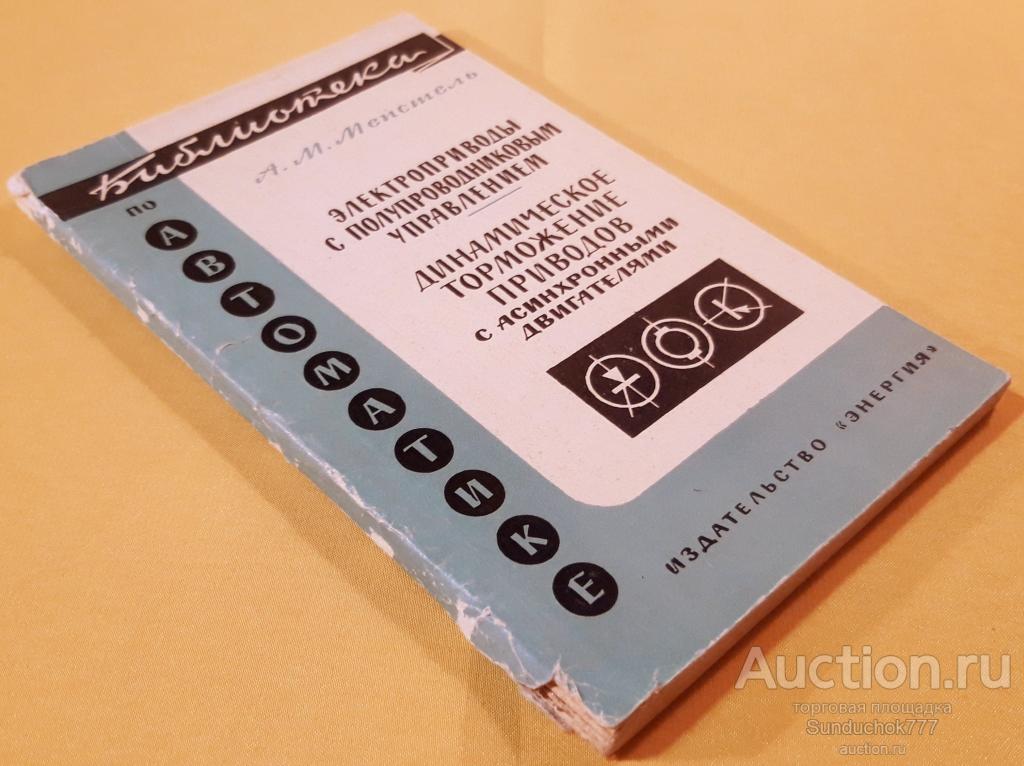 Библиотека
по
АВТОМАТИКЕ
А. М. Мейстель
ЭЛЕКТРОПРИВОДЫ
С ПОЛУПРОВОДНИКОВЫМ
УПРАВЛЕНИЕМ
ДИНАМИЧЕСКОЕ
ТОРМОЖЕНИЕ
ПРИВОДОВ
С АСИНХРОННЫМИ
ДВИГАТЕЛЯМИ
К
ИЗДАТЕЛЬСТВО «ЭНЕРГИЯ»
Auction.ru
торговая площадка
Sunduchok777
auction.ru